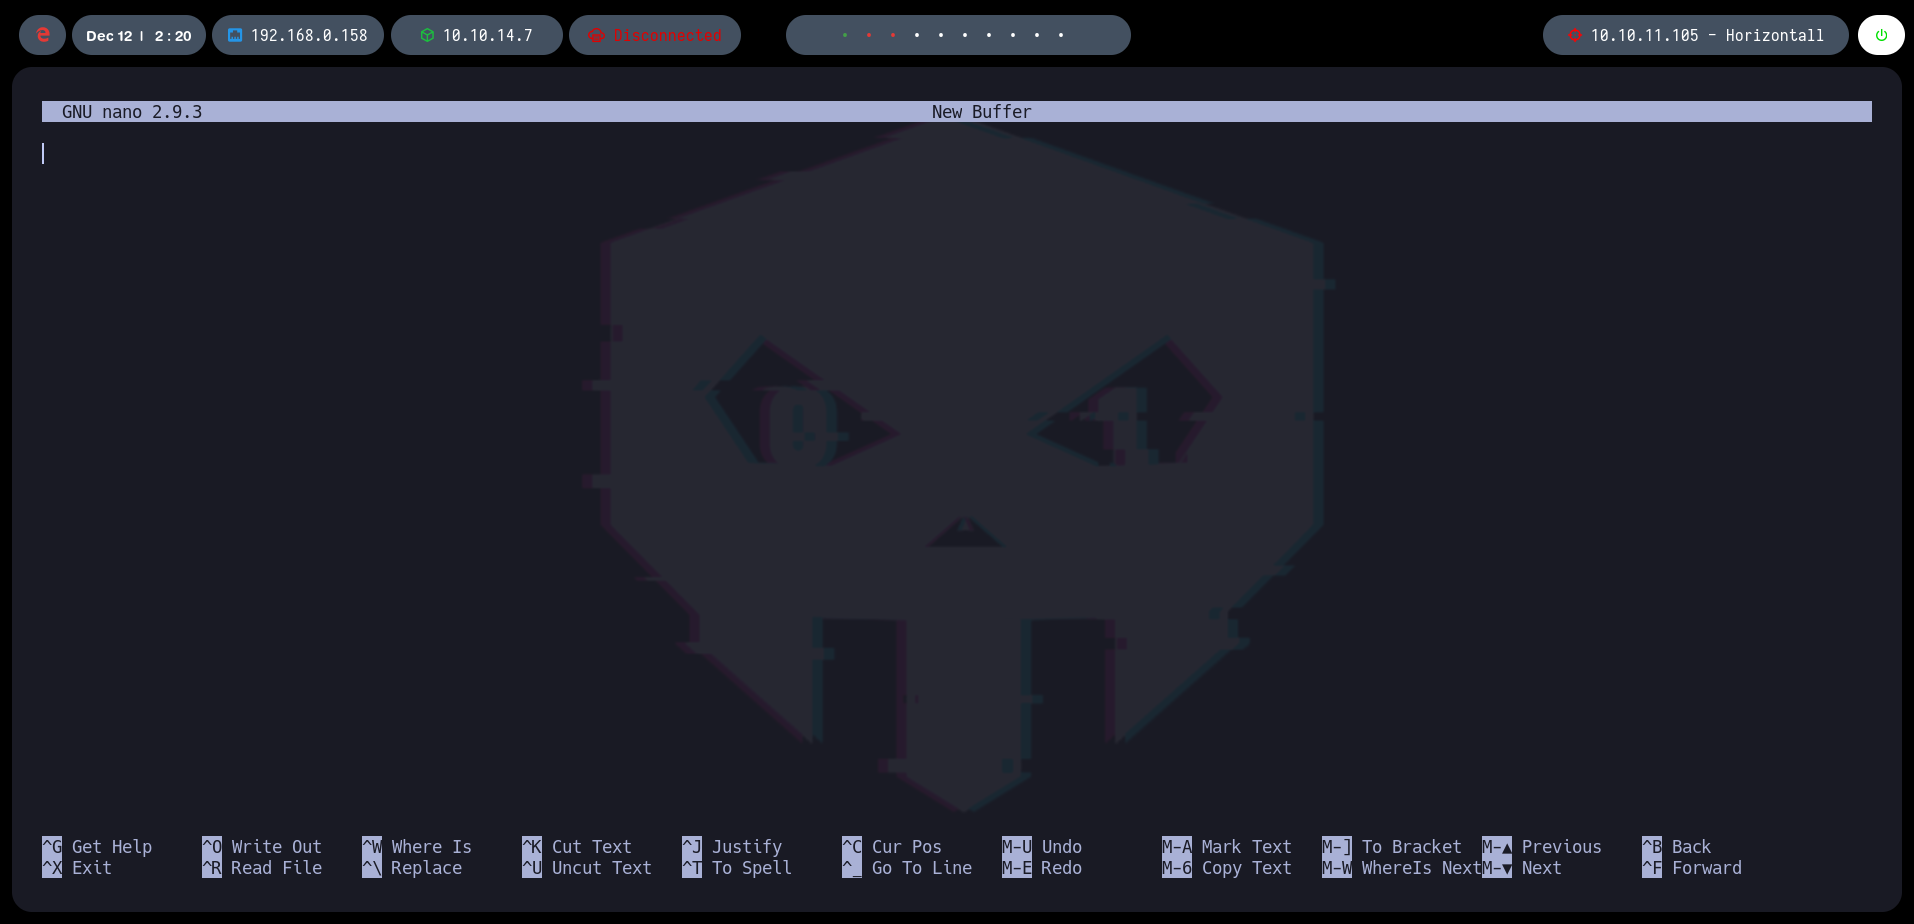 Dec 12 | 2:20 192.168.0.158 10.10.14.7 Disconnected 10.10.11.105 - Horizontall
GNU nano 2.9.3 New Buffer
0 1
^G Get Help ^O Write Out ^W Where Is ^K Cut Text ^J Justify ^C Cur Pos M-U Undo M-A Mark Text M-] To Bracket M-▲ Previous ^B Back
^X Exit ^R Read File ^\ Replace ^U Uncut Text ^T To Spell ^_ Go To Line M-E Redo M-6 Copy Text M-W WhereIs Next M-▼ Next ^F Forward